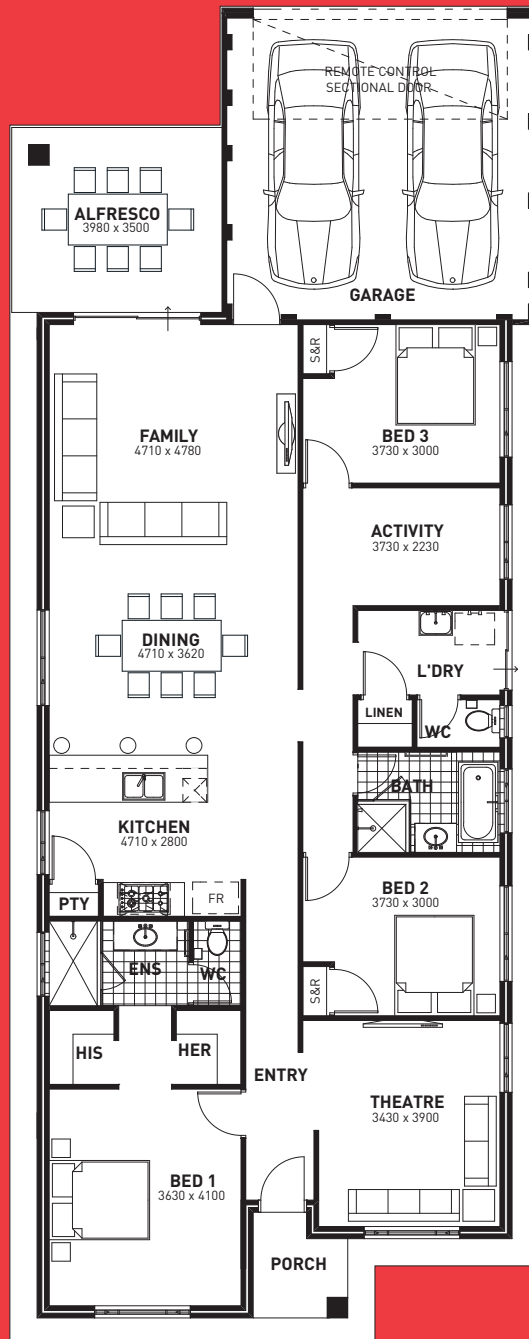 REMOTE CONTROL
SECTIONAL DOOR
ALFRESCO
3980 x 3500
GARAGE
S&R
FAMILY
4710 x 4780
BED 3
3730 x 3000
ACTIVITY
3730 x 2230
DINING
4710 x 3620
L'DRY
LINEN
WC
BATH
KITCHEN
4710 x 2800
PTY
FR
BED 2
3730 x 3000
ENS
WC
S&R
HIS
HER
ENTRY
THEATRE
3430 x 3900
BED 1
3630 x 4100
PORCH